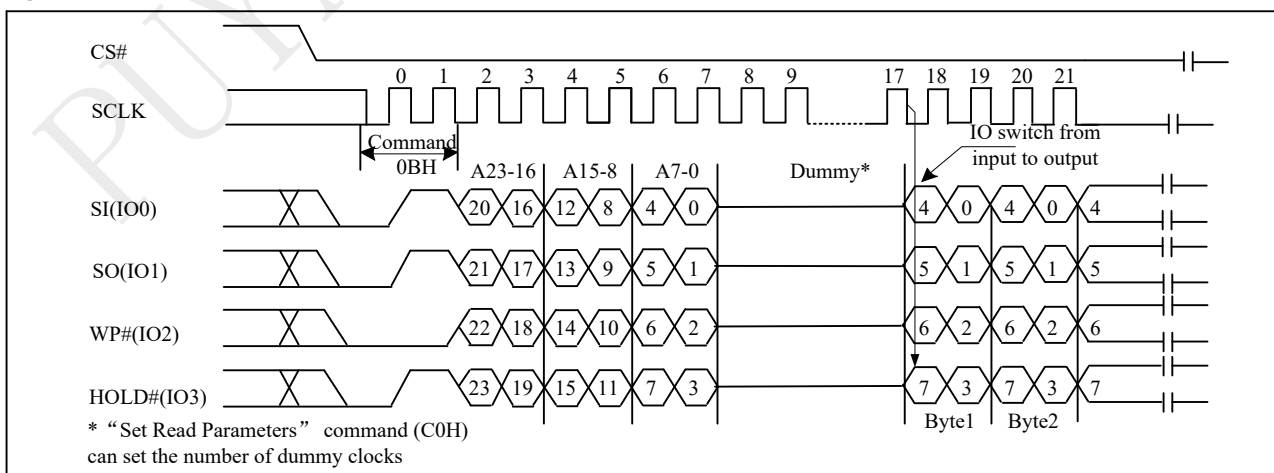 PUYA
CS#
0 1 2 3 4 5 6 7 8 9 17 18 19 20 21
SCLK
Command
0BH
IO switch from
input to output
A23-16 A15-8 A7-0 Dummy*
SI(IO0) 20 16 12 8 4 0 4 0 4 0 4
SO(IO1) 21 17 13 9 5 1 5 1 5 1 5
WP#(IO2) 22 18 14 10 6 2 6 2 6 2 6
HOLD#(IO3) 23 19 15 11 7 3 7 3 7 3 7
Byte1 Byte2
* “Set Read Parameters” command (C0H)
can set the number of dummy clocks